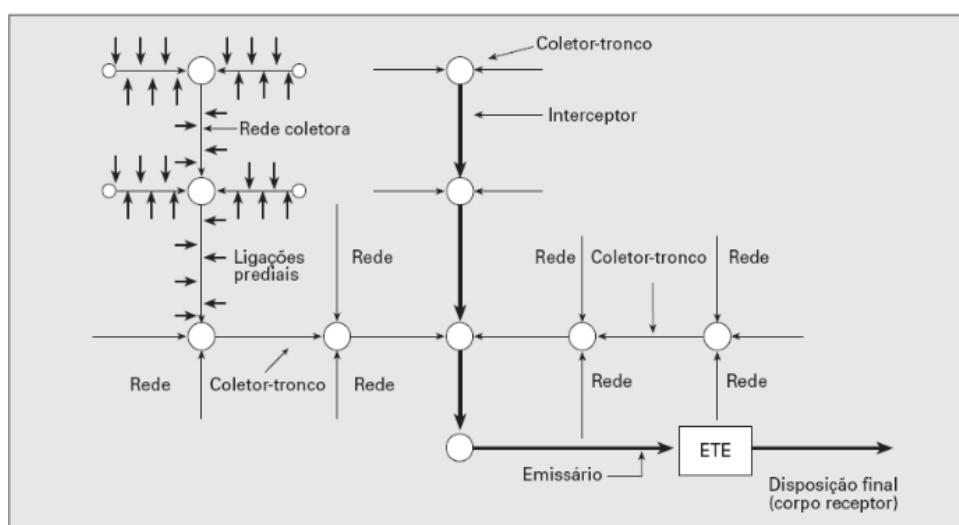 Coletor-tronco
Interceptor
Rede coletora
Ligações
prediais
Rede
Rede
Coletor-tronco
Rede
Rede
Coletor-tronco
Rede
Rede
Rede
ETE
Emissário
Disposição final
(corpo receptor)